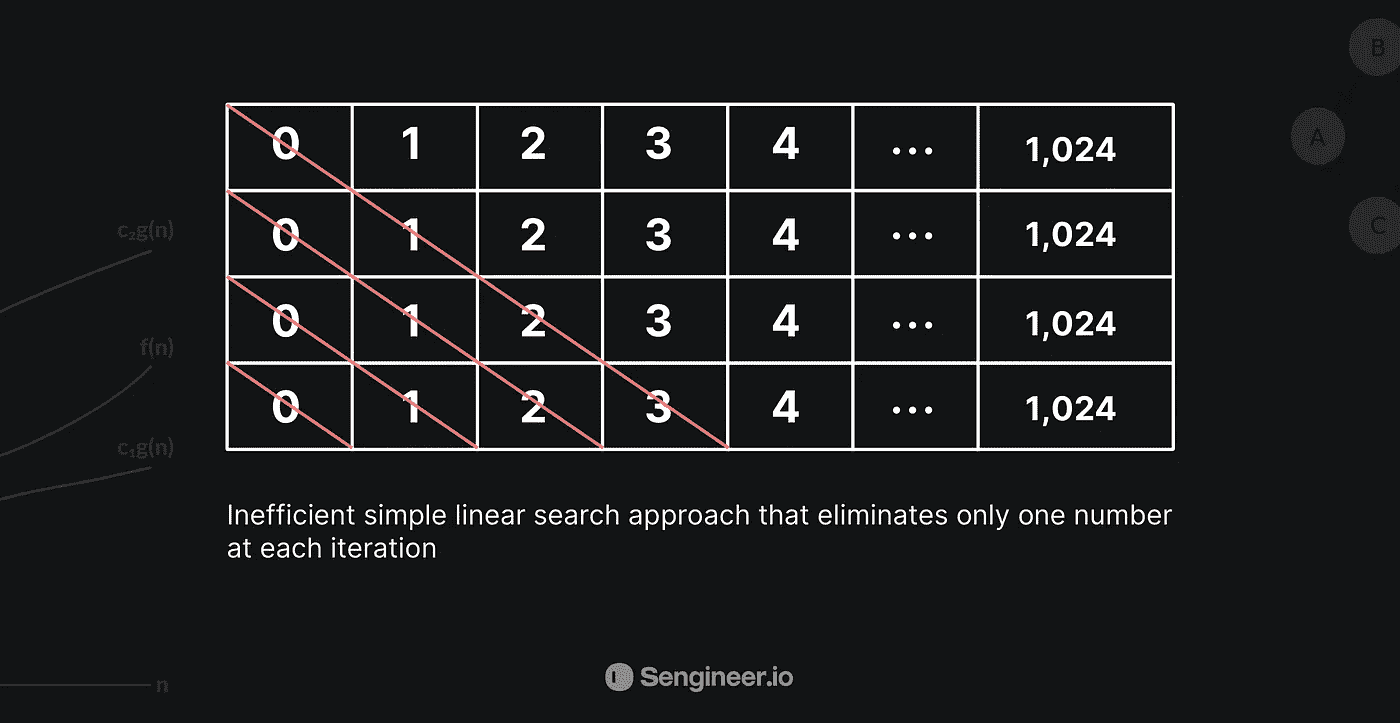 B
A
C
c₂g(n)
f(n)
c₁g(n)
n
0 1 2 3 4 ... 1,024
0 1 2 3 4 ... 1,024
0 1 2 3 4 ... 1,024
0 1 2 3 4 ... 1,024
Inefficient simple linear search approach that eliminates only one number
at each iteration
Sengineer.io